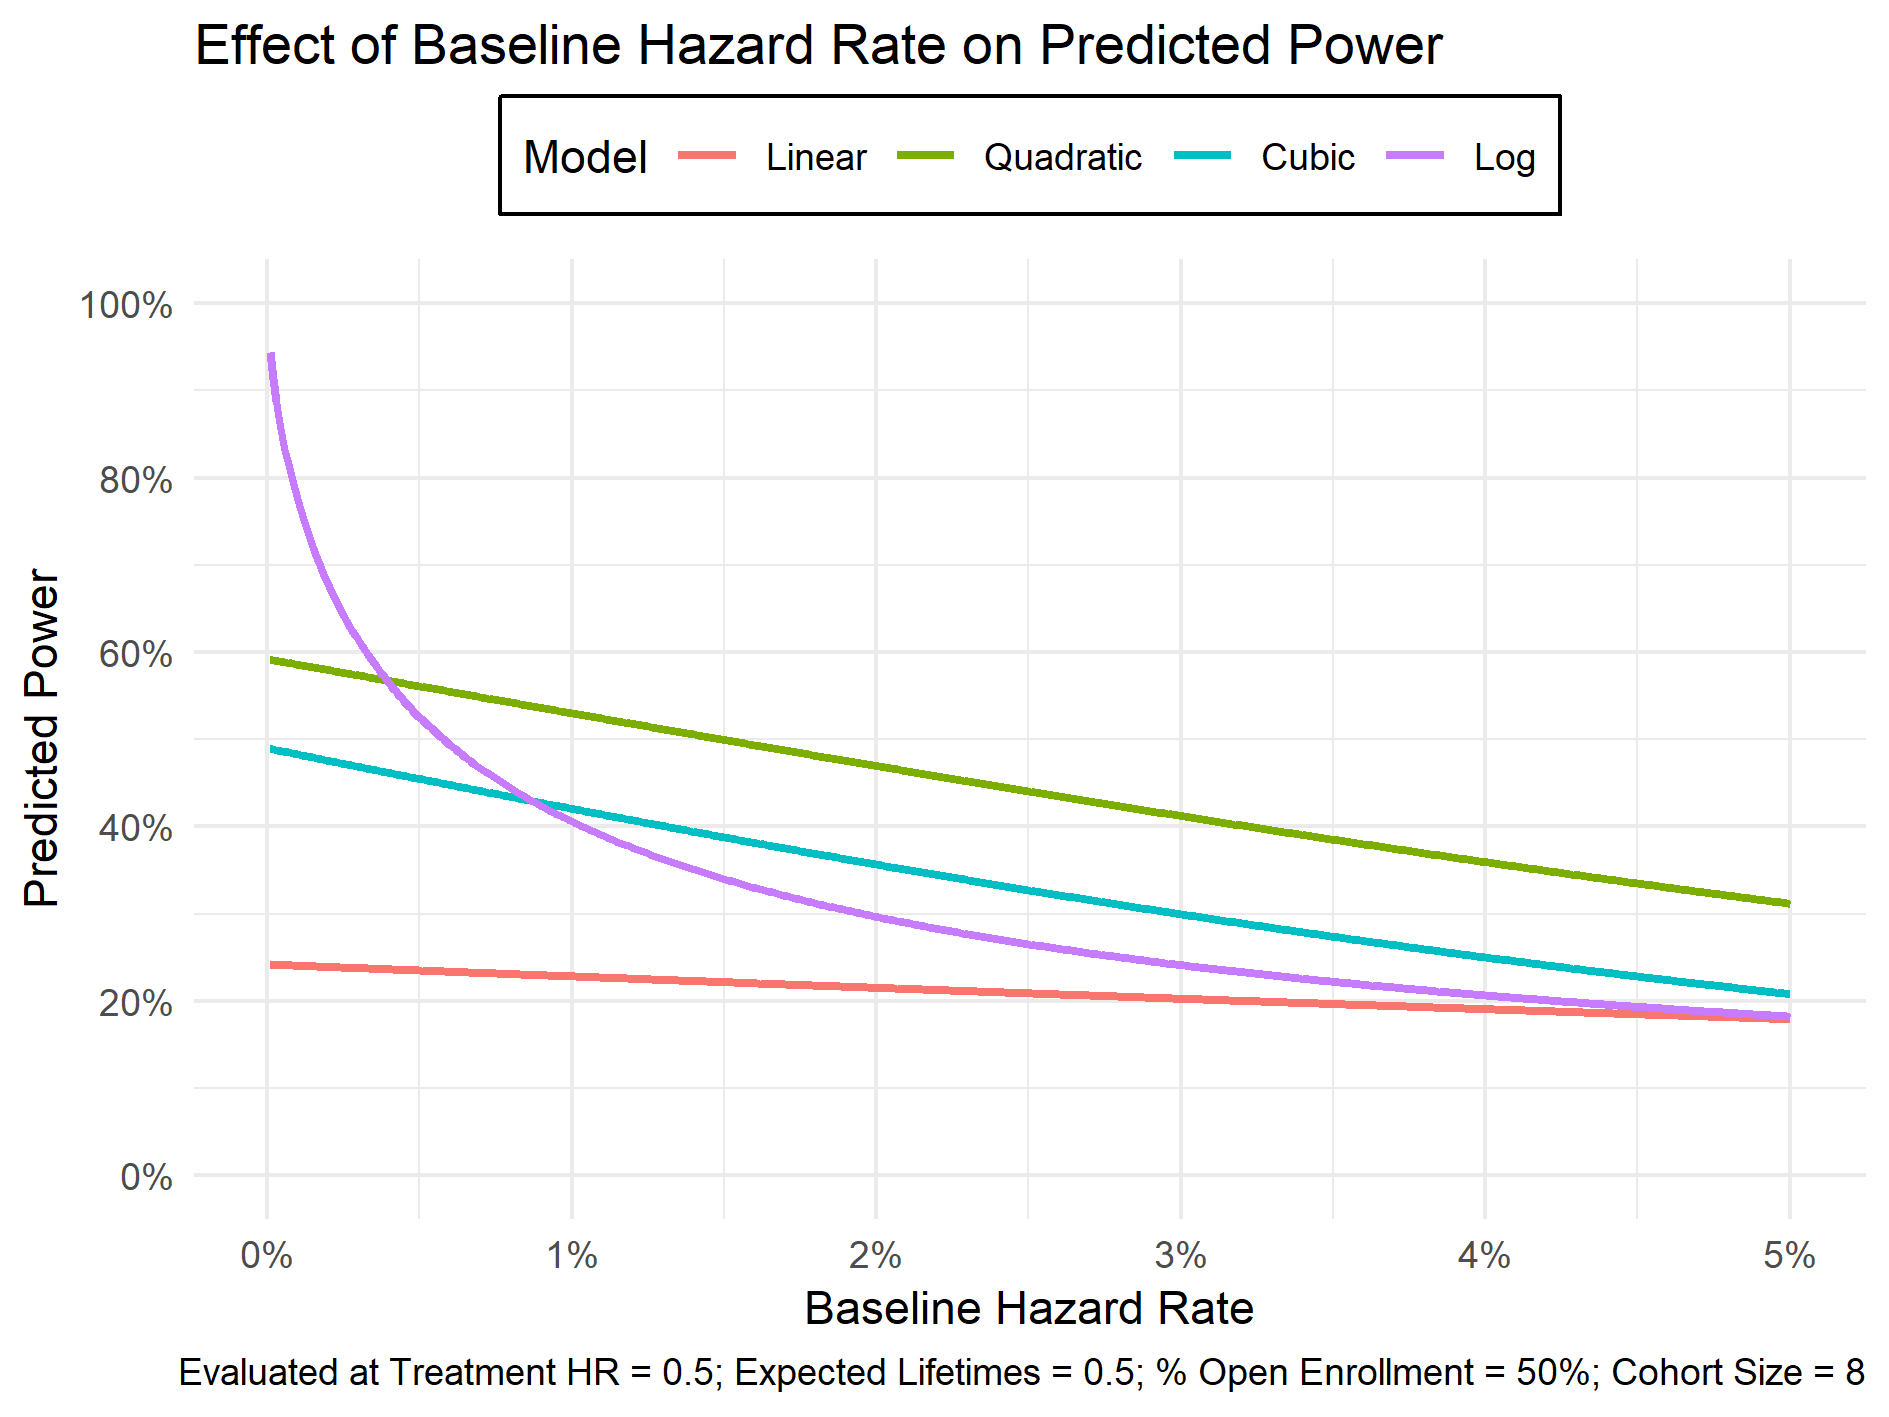 Effect of Baseline Hazard Rate on Predicted Power
Model Linear Quadratic Cubic Log
100%
80%
60%
40%
20%
0%
Predicted Power
0% 1% 2% 3% 4% 5%
Baseline Hazard Rate
Evaluated at Treatment HR = 0.5; Expected Lifetimes = 0.5; % Open Enrollment = 50%; Cohort Size = 8